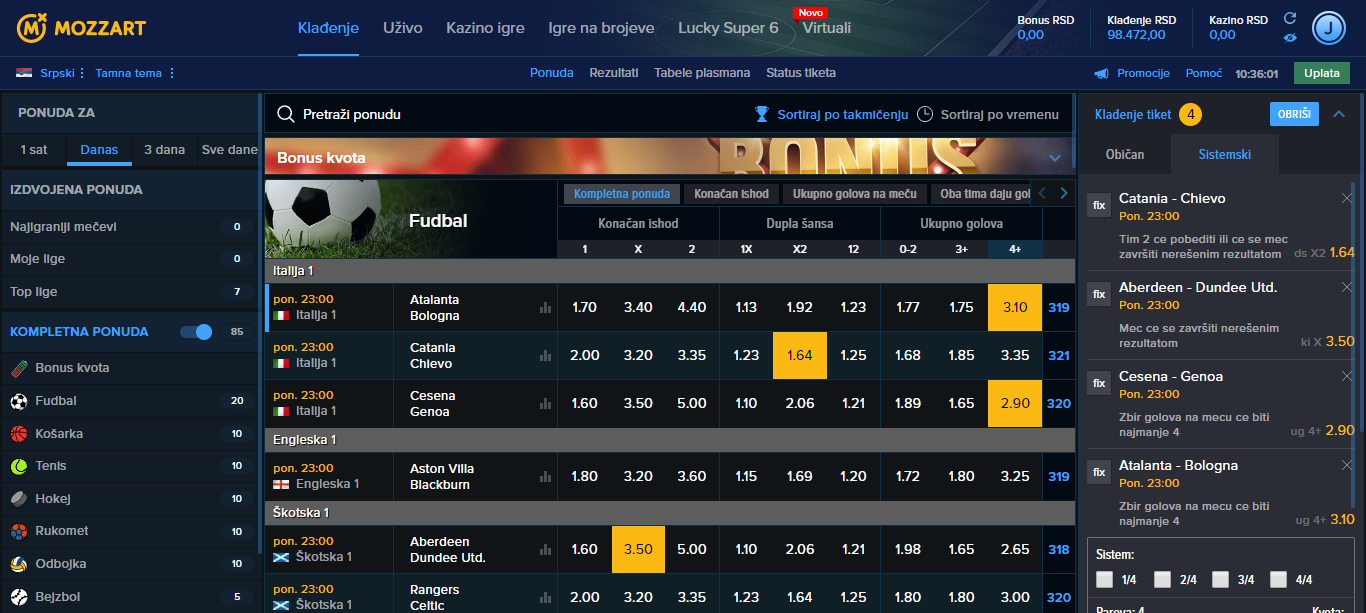 MOZZART
Klađenje
Uživo
Kazino igre
Igre na brojeve
Lucky Super 6
Novo
Virtuali
Bonus RSD
0,00
Klađenje RSD
98.472,00
Kazino RSD
0,00
J
Srpski
Tamna tema
Ponuda
Rezultati
Tabele plasmana
Status tiketa
Promocije
Pomoć
10:36:01
Uplata
PONUDA ZA
1 sat
Danas
3 dana
Sve dane
IZDVOJENA PONUDA
Najigraniji mečevi 0
Moje lige 0
Top lige 7
KOMPLETNA PONUDA 85
Bonus kvota
Fudbal 20
Košarka 10
Tenis 10
Hokej 10
Rukomet 10
Odbojka 10
Bejzbol 5
Pretraži ponudu
Sortiraj po takmičenju
Sortiraj po vremenu
Bonus kvota
BONUS
Fudbal
Kompletna ponuda
Konačan ishod
Ukupno golova na meču
Oba tima daju gol
Konačan ishod
Dupla šansa
Ukupno golova
1 X 2 1X X2 12 0-2 3+ 4+
Italija 1
pon. 23:00
Italija 1
Atalanta
Bologna
1.70 3.40 4.40 1.13 1.92 1.23 1.77 1.75 3.10 319
pon. 23:00
Italija 1
Catania
Chievo
2.00 3.20 3.35 1.23 1.64 1.25 1.68 1.85 3.35 321
pon. 23:00
Italija 1
Cesena
Genoa
1.60 3.50 5.00 1.10 2.06 1.21 1.89 1.65 2.90 320
Engleska 1
pon. 23:00
Engleska 1
Aston Villa
Blackburn
1.80 3.20 3.60 1.15 1.69 1.20 1.72 1.80 3.25 319
Škotska 1
pon. 23:00
Škotska 1
Aberdeen
Dundee Utd.
1.60 3.50 5.00 1.10 2.06 1.21 1.98 1.65 2.65 318
pon. 23:00
Škotska 1
Rangers
Celtic
2.00 3.20 3.35 1.23 1.64 1.25 1.80 1.80 3.00 320
Klađenje tiket 4
OBRIŠI
Običan
Sistemski
fix
Catania - Chievo
Pon. 23:00
Tim 2 ce pobediti ili ce se mec
završiti nerešenim rezultatom
ds X2 1.64
fix
Aberdeen - Dundee Utd.
Pon. 23:00
Mec ce se završiti nerešenim
rezultatom
ki X 3.50
fix
Cesena - Genoa
Pon. 23:00
Zbir golova na mecu ce biti
najmanje 4
ug 4+ 2.90
fix
Atalanta - Bologna
Pon. 23:00
Zbir golova na mecu ce biti
najmanje 4
ug 4+ 3.10
Sistem:
1/4 2/4 3/4 4/4
Parova: 4
Kvota: